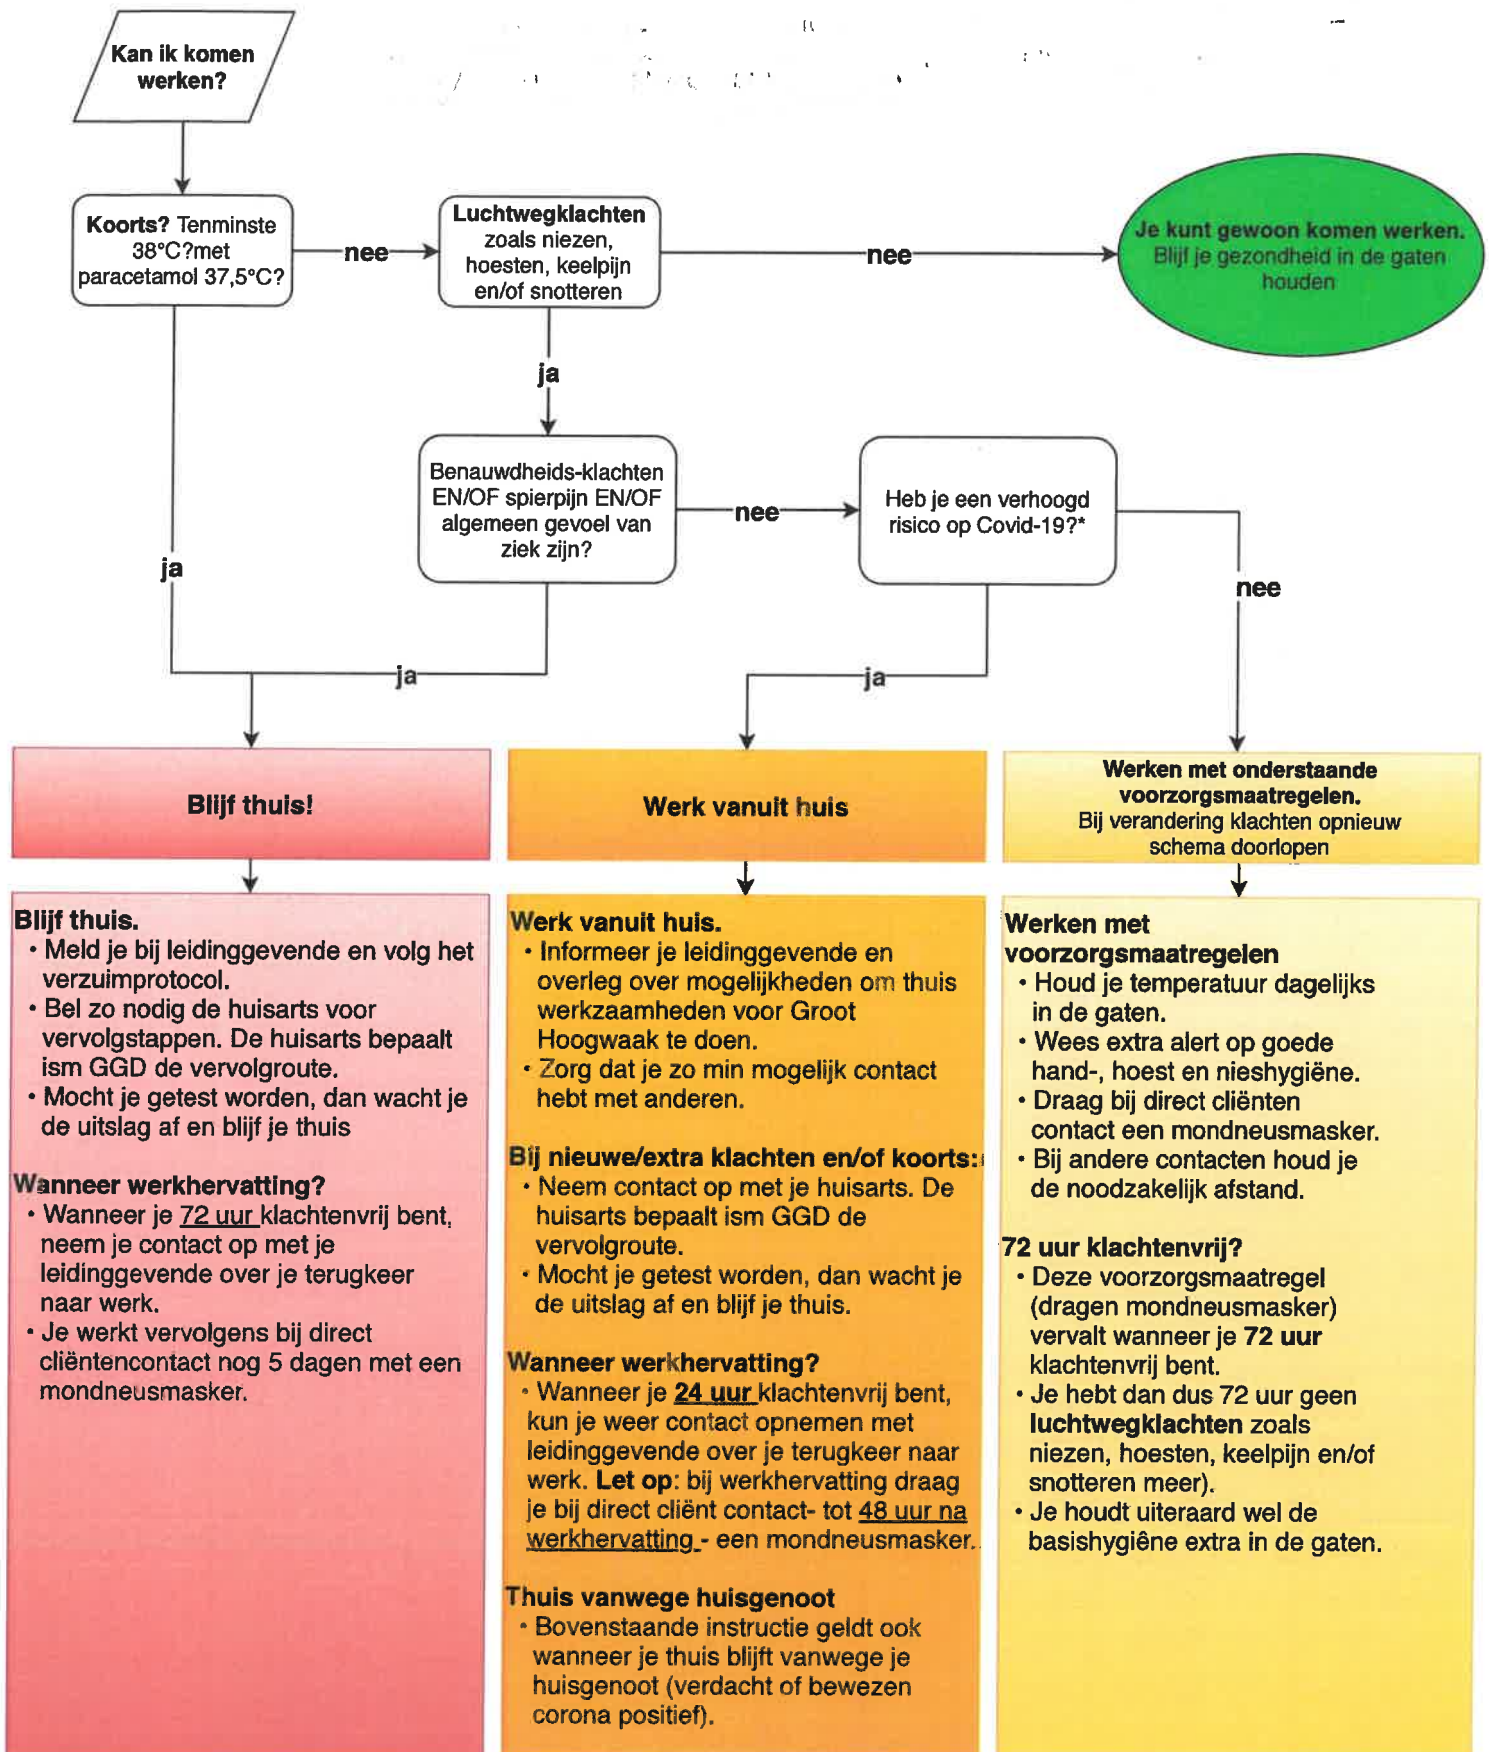 Kan ik komen
werken?
Koorts? Tenminste
38°C?met
paracetamol 37,5°C?
nee
Luchtwegklachten
zoals niezen,
hoesten, keelpijn
en/of snotteren
nee
Je kunt gewoon komen werken.
Blijf je gezondheid in de gaten
houden
ja
Benauwdheids-klachten
EN/OF spierpijn EN/OF
algemeen gevoel van
ziek zijn?
nee
Heb je een verhoogd
risico op Covid-19?*
ja
nee
ja
ja
Blijf thuis!
Werk vanuit huis
Werken met onderstaande
voorzorgsmaatregelen.
Bij verandering klachten opnieuw
schema doorlopen
Blijf thuis.
• Meld je bij leidinggevende en volg het
verzuimprotocol.
• Bel zo nodig de huisarts voor
vervolgstappen. De huisarts bepaalt
ism GGD de vervolgroute.
• Mocht je getest worden, dan wacht je
de uitslag af en blijf je thuis
Wanneer werkhervatting?
• Wanneer je 72 uur klachtenvrij bent,
neem je contact op met je
leidinggevende over je terugkeer
naar werk.
• Je werkt vervolgens bij direct
cliëntencontact nog 5 dagen met een
mondneusmasker.
Werk vanuit huis.
• Informeer je leidinggevende en
overleg over mogelijkheden om thuis
werkzaamheden voor Groot
Hoogwaak te doen.
• Zorg dat je zo min mogelijk contact
hebt met anderen.
Bij nieuwe/extra klachten en/of koorts:
• Neem contact op met je huisarts. De
huisarts bepaalt ism GGD de
vervolgroute.
• Mocht je getest worden, dan wacht je
de uitslag af en blijf je thuis.
Wanneer werkhervatting?
• Wanneer je 24 uur klachtenvrij bent,
kun je weer contact opnemen met
leidinggevende over je terugkeer naar
werk. Let op: bij werkhervatting draag
je bij direct cliënt contact- tot 48 uur na
werkhervatting - een mondneusmasker.
Thuis vanwege huisgenoot
• Bovenstaande instructie geldt ook
wanneer je thuis blijft vanwege je
huisgenoot (verdacht of bewezen
corona positief).
Werken met
voorzorgsmaatregelen
• Houd je temperatuur dagelijks
in de gaten.
• Wees extra alert op goede
hand-, hoest en nieshygiëne.
• Draag bij direct cliënten
contact een mondneusmasker.
• Bij andere contacten houd je
de noodzakelijk afstand.
72 uur klachtenvrij?
• Deze voorzorgsmaatregel
(dragen mondneusmasker)
vervalt wanneer je 72 uur
klachtenvrij bent.
• Je hebt dan dus 72 uur geen
luchtwegklachten zoals
niezen, hoesten, keelpijn en/of
snotteren meer).
• Je houdt uiteraard wel de
basishygiêne extra in de gaten.